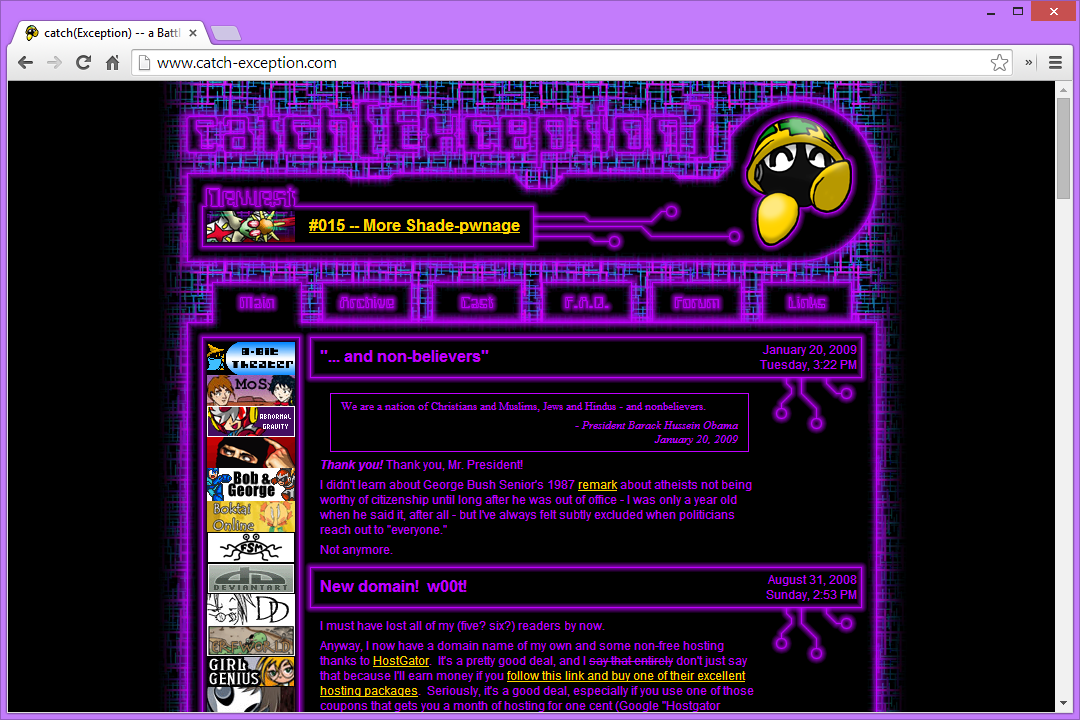 catch(Exception) -- a Battl
www.catch-exception.com
catch(Exception)
Newest
#015 -- More Shade-pwnage
Main
Archive
Cast
F.A.Q.
Forum
Links
8-Bit
Theater
MoS
ABNORMAL
GRAVITY
Bob &
George
Boktai
Online
FSM
DEVIANTART
DD
ERFWORLD
GIRL
GENIUS
"... and non-believers"
January 20, 2009
Tuesday, 3:22 PM
We are a nation of Christians and Muslims, Jews and Hindus - and nonbelievers.
- President Barack Hussein Obama
January 20, 2009
Thank you! Thank you, Mr. President!
I didn't learn about George Bush Senior's 1987 remark about atheists not being
worthy of citizenship until long after he was out of office - I was only a year old
when he said it, after all - but I've always felt subtly excluded when politicians
reach out to "everyone."
Not anymore.
New domain! w00t!
August 31, 2008
Sunday, 2:53 PM
I must have lost all of my (five? six?) readers by now.
Anyway, I now have a domain name of my own and some non-free hosting
thanks to HostGator. It's a pretty good deal, and I say that entirely don't just say
that because I'll earn money if you follow this link and buy one of their excellent
hosting packages. Seriously, it's a good deal, especially if you use one of those
coupons that gets you a month of hosting for one cent (Google "Hostgator